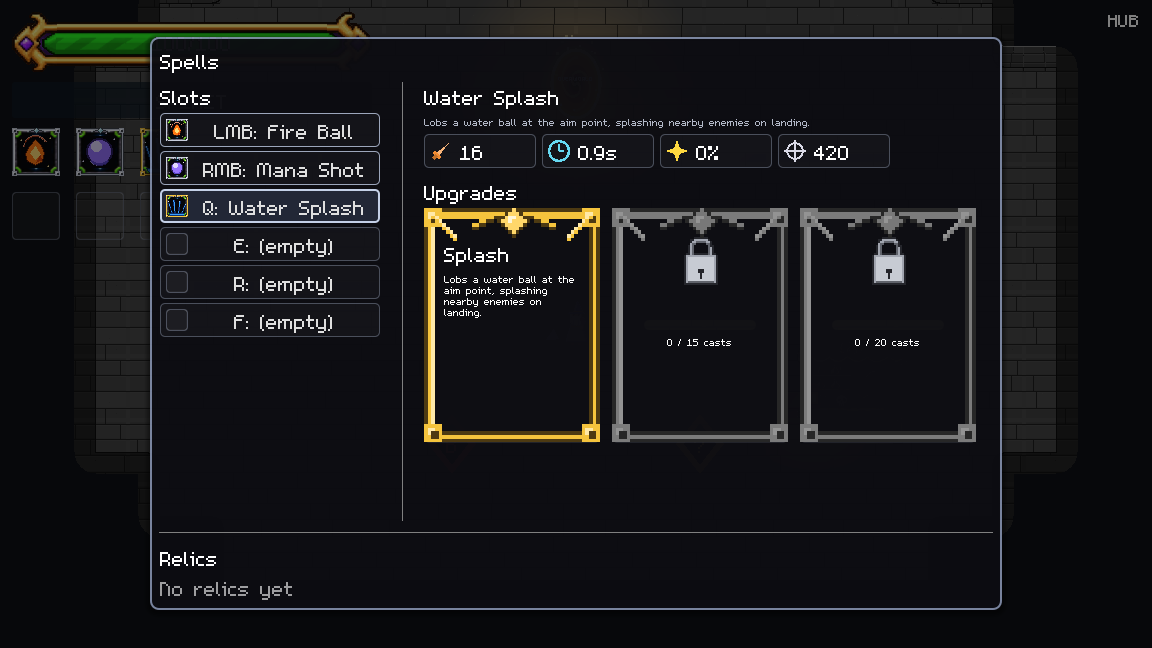 HUB
Spells
Slots
LMB: Fire Ball
RMB: Mana Shot
Q: Water Splash
E: (empty)
R: (empty)
F: (empty)
Water Splash
Lobs a water ball at the aim point, splashing nearby enemies on landing.
16
0.9s
0%
420
Upgrades
Splash
Lobs a water ball at the
aim point, splashing
nearby enemies on
landing.
0 / 15 casts
0 / 20 casts
Relics
No relics yet